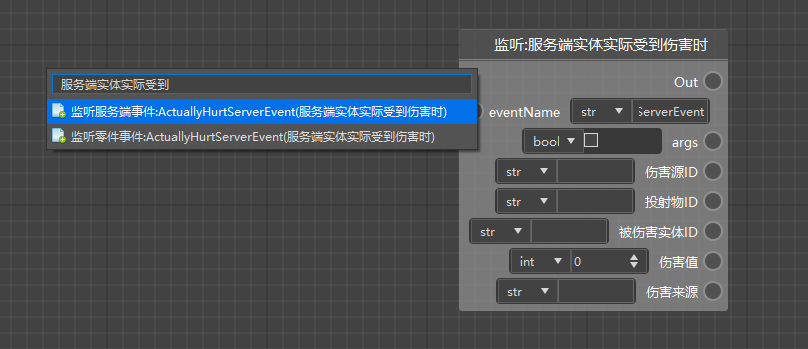 监听:服务端实体实际受到伤害时
Out
服务端实体实际受到
监听服务端事件:ActuallyHurtServerEvent(服务端实体实际受到伤害时)
监听零件事件:ActuallyHurtServerEvent(服务端实体实际受到伤害时)
eventName str ServerEvent
bool args
str 伤害源ID
str 投射物ID
str 被伤害实体ID
int 0 伤害值
str 伤害来源